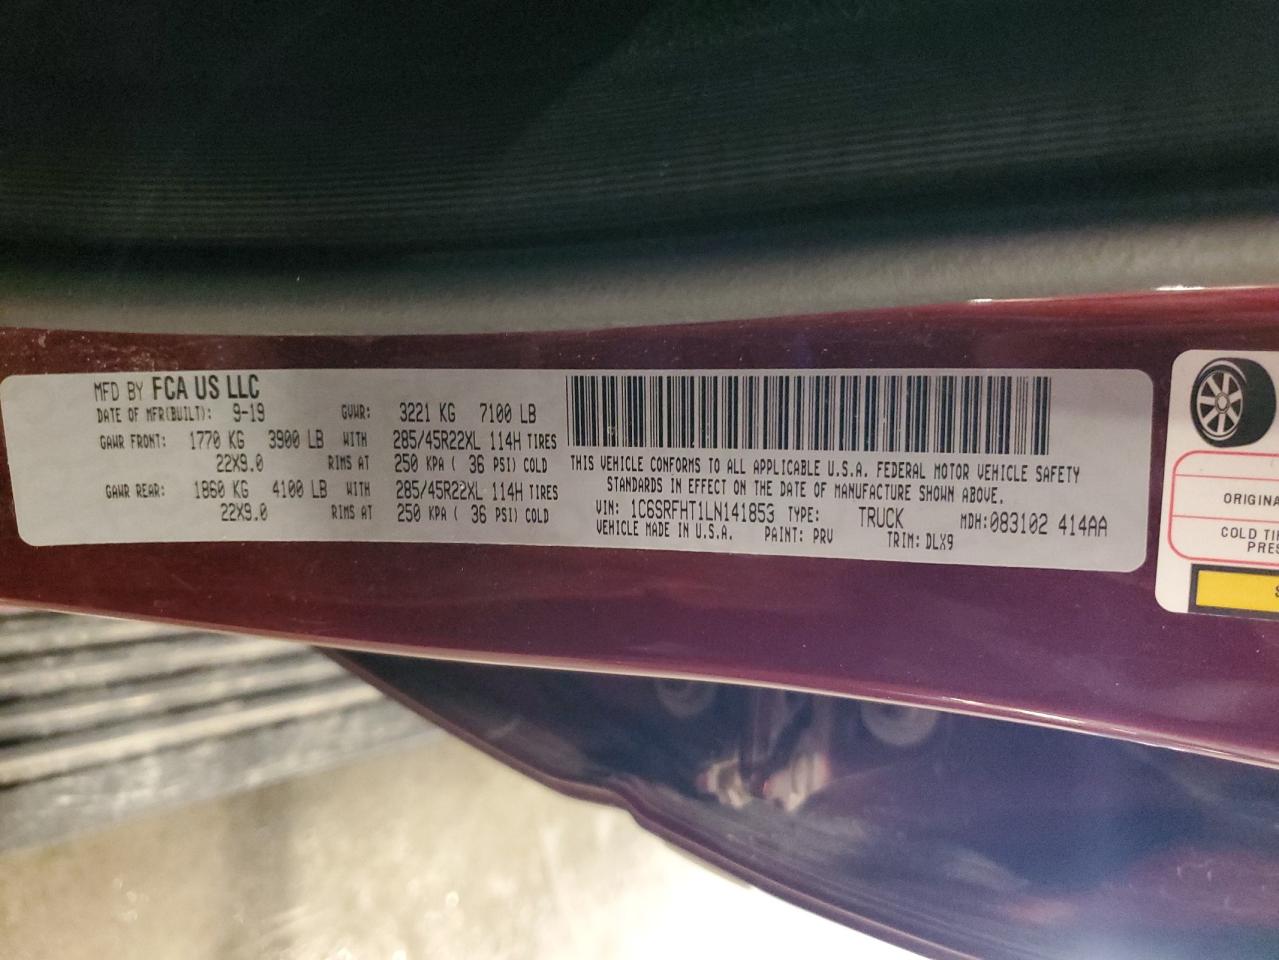 MFD BY FCA US LLC
DATE OF MFR(BUILT): 9-19 GVWR: 3221 KG 7100 LB
GAWR FRONT: 1770 KG 3900 LB WITH 285/45R22XL 114H TIRES
22X9.0 RIMS AT 250 KPA ( 36 PSI) COLD
GAWR REAR: 1860 KG 4100 LB WITH 285/45R22XL 114H TIRES
22X9.0 RIMS AT 250 KPA ( 36 PSI) COLD
THIS VEHICLE CONFORMS TO ALL APPLICABLE U.S.A. FEDERAL MOTOR VEHICLE SAFETY
STANDARDS IN EFFECT ON THE DATE OF MANUFACTURE SHOWN ABOVE.
VIN: 1C6SRFHT1LN141853 TYPE: TRUCK MDH:083102 414AA
VEHICLE MADE IN U.S.A. PAINT: PRV TRIM: DLX9
ORIGINA
COLD TI
PRES